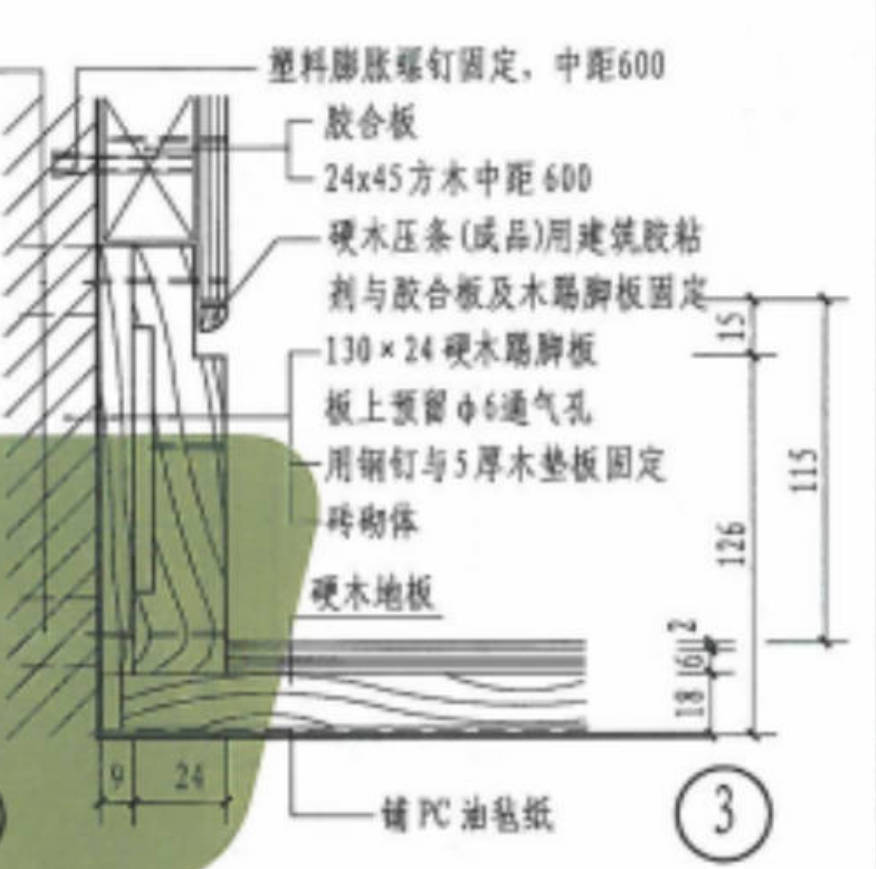 塑料膨胀螺钉固定，中距600
胶合板
24x45方木中距600
硬木压条(成品)用建筑胶粘
剂与胶合板及木踢脚板固定
130×24硬木踢脚板
板上预留ф6通气孔
用钢钉与5厚木垫板固定
砖砌体
硬木地板
铺PC油毡纸
15
115
126
2
6
18
9
24
3